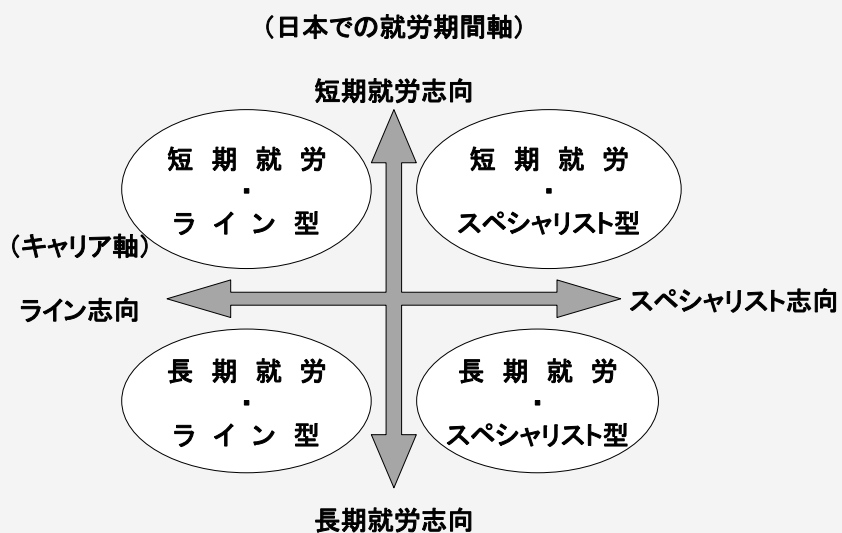 （日本での就労期間軸）
短期就労志向
短期就労
・
ライン型
短期就労
・
スペシャリスト型
（キャリア軸）
ライン志向
スペシャリスト志向
長期就労
・
ライン型
長期就労
・
スペシャリスト型
長期就労志向